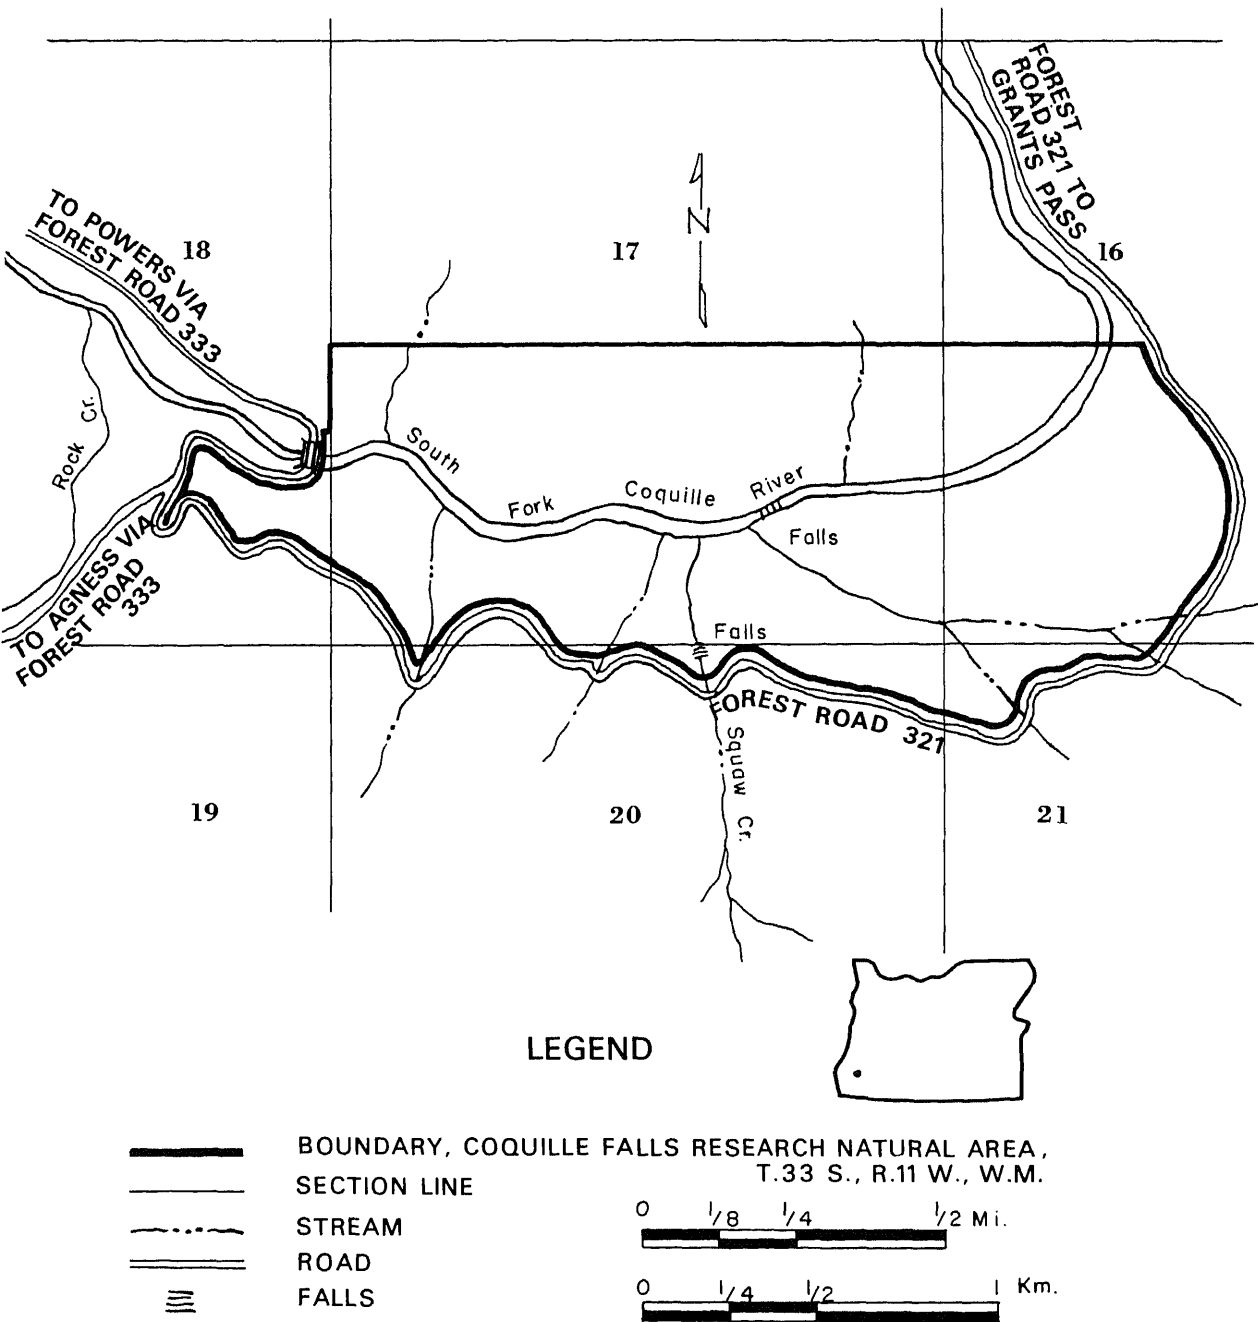 FOREST
ROAD 321 TO
GRANTS PASS
TO POWERS VIA
FOREST ROAD 333
18
17
N
16
Rock Cr.
South
Fork
Coquille
River
Falls
TO AGNESS VIA
FOREST ROAD
333
Falls
FOREST ROAD 321
Squaw Cr.
19
20
21
LEGEND
BOUNDARY, COQUILLE FALLS RESEARCH NATURAL AREA,
T.33 S., R.11 W., W.M.
SECTION LINE
STREAM
ROAD
FALLS
0 1/8 1/4 1/2 Mi.
0 1/4 1/2 1 Km.